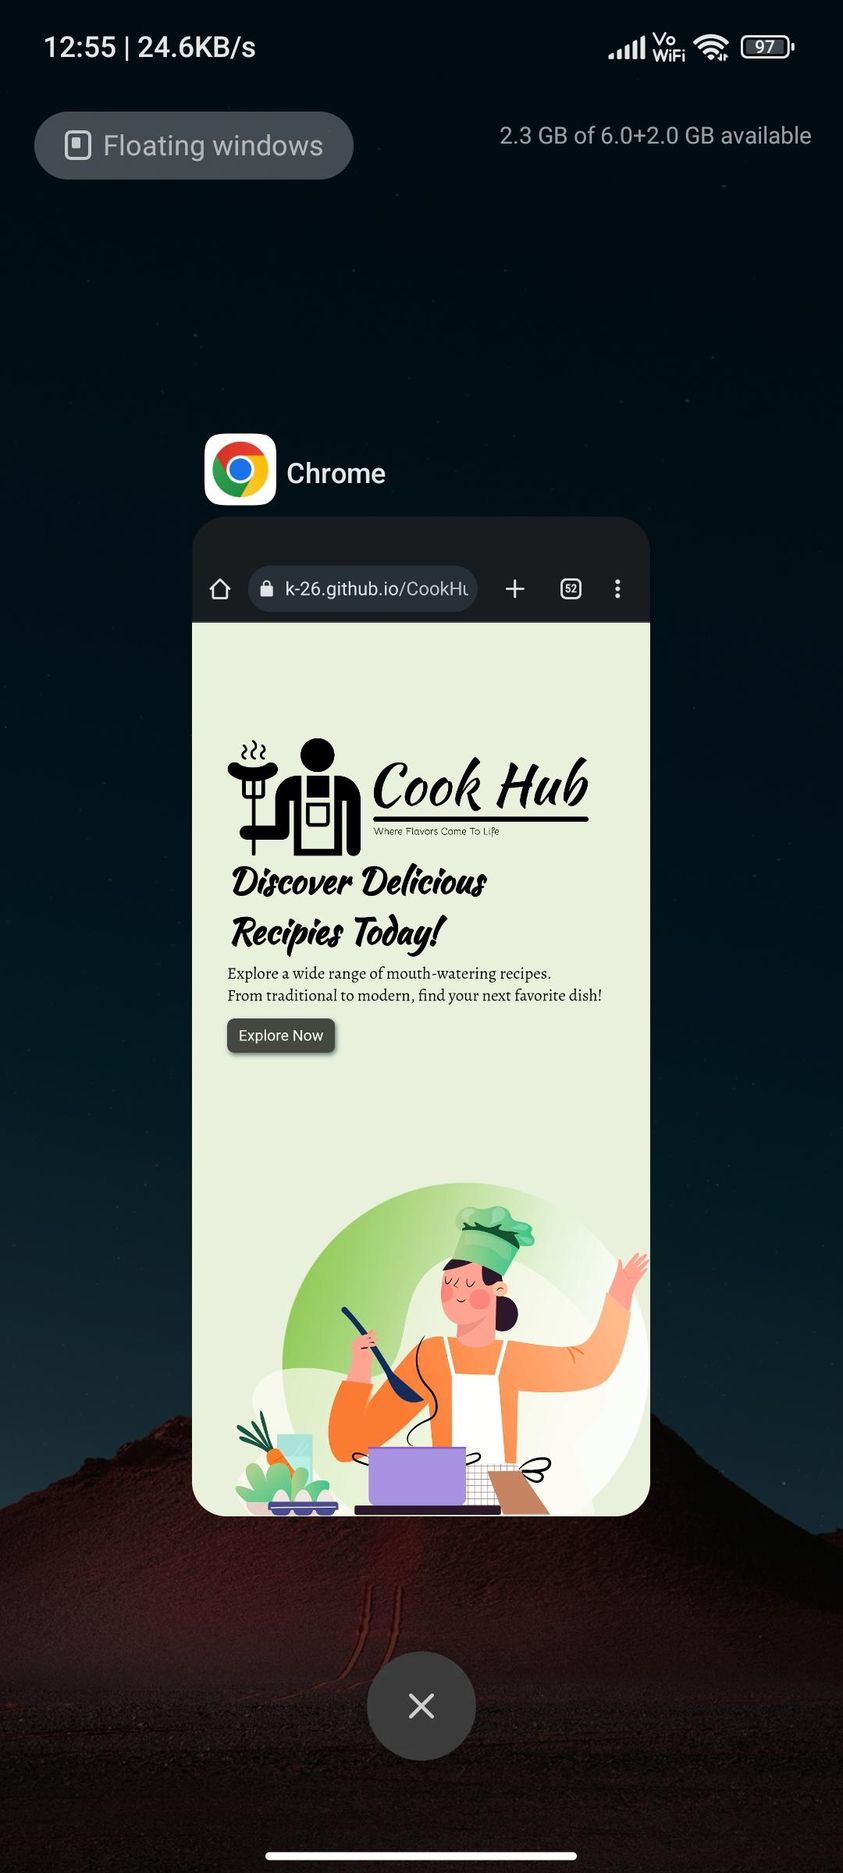 12:55 | 24.6KB/s
Vo
WiFi
97
Floating windows
2.3 GB of 6.0+2.0 GB available
Chrome
k-26.github.io/CookHu
52
Cook Hub
Where Flavors Come To Life
Discover Delicious
Recipies Today!
Explore a wide range of mouth-watering recipes.
From traditional to modern, find your next favorite dish!
Explore Now